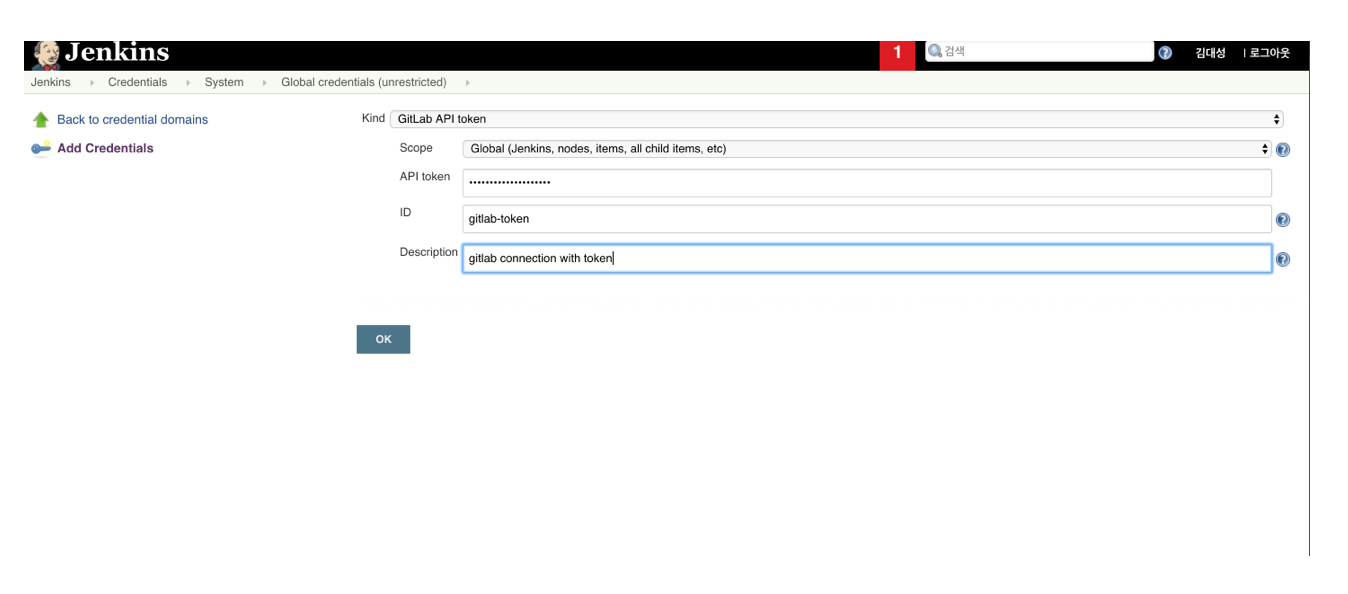 Jenkins
1
검색
김대성
| 로그아웃
Jenkins
Credentials
System
Global credentials (unrestricted)
Back to credential domains
Add Credentials
Kind
GitLab API token
Scope
Global (Jenkins, nodes, items, all child items, etc)
API token
••••••••••••••••••••
ID
gitlab-token
Description
gitlab connection with token
OK